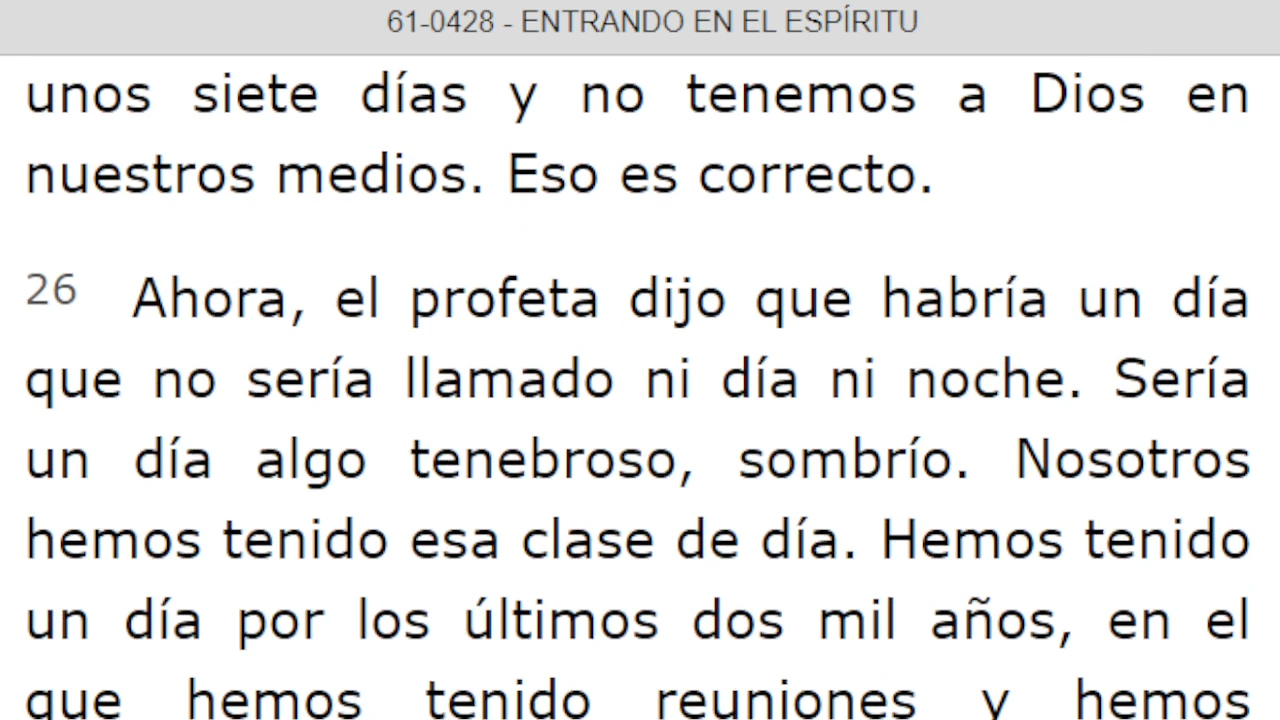 61-0428 - ENTRANDO EN EL ESPÍRITU
unos siete días y no tenemos a Dios en
nuestros medios. Eso es correcto.
26 Ahora, el profeta dijo que habría un día
que no sería llamado ni día ni noche. Sería
un día algo tenebroso, sombrío. Nosotros
hemos tenido esa clase de día. Hemos tenido
un día por los últimos dos mil años, en el
que hemos tenido reuniones y hemos